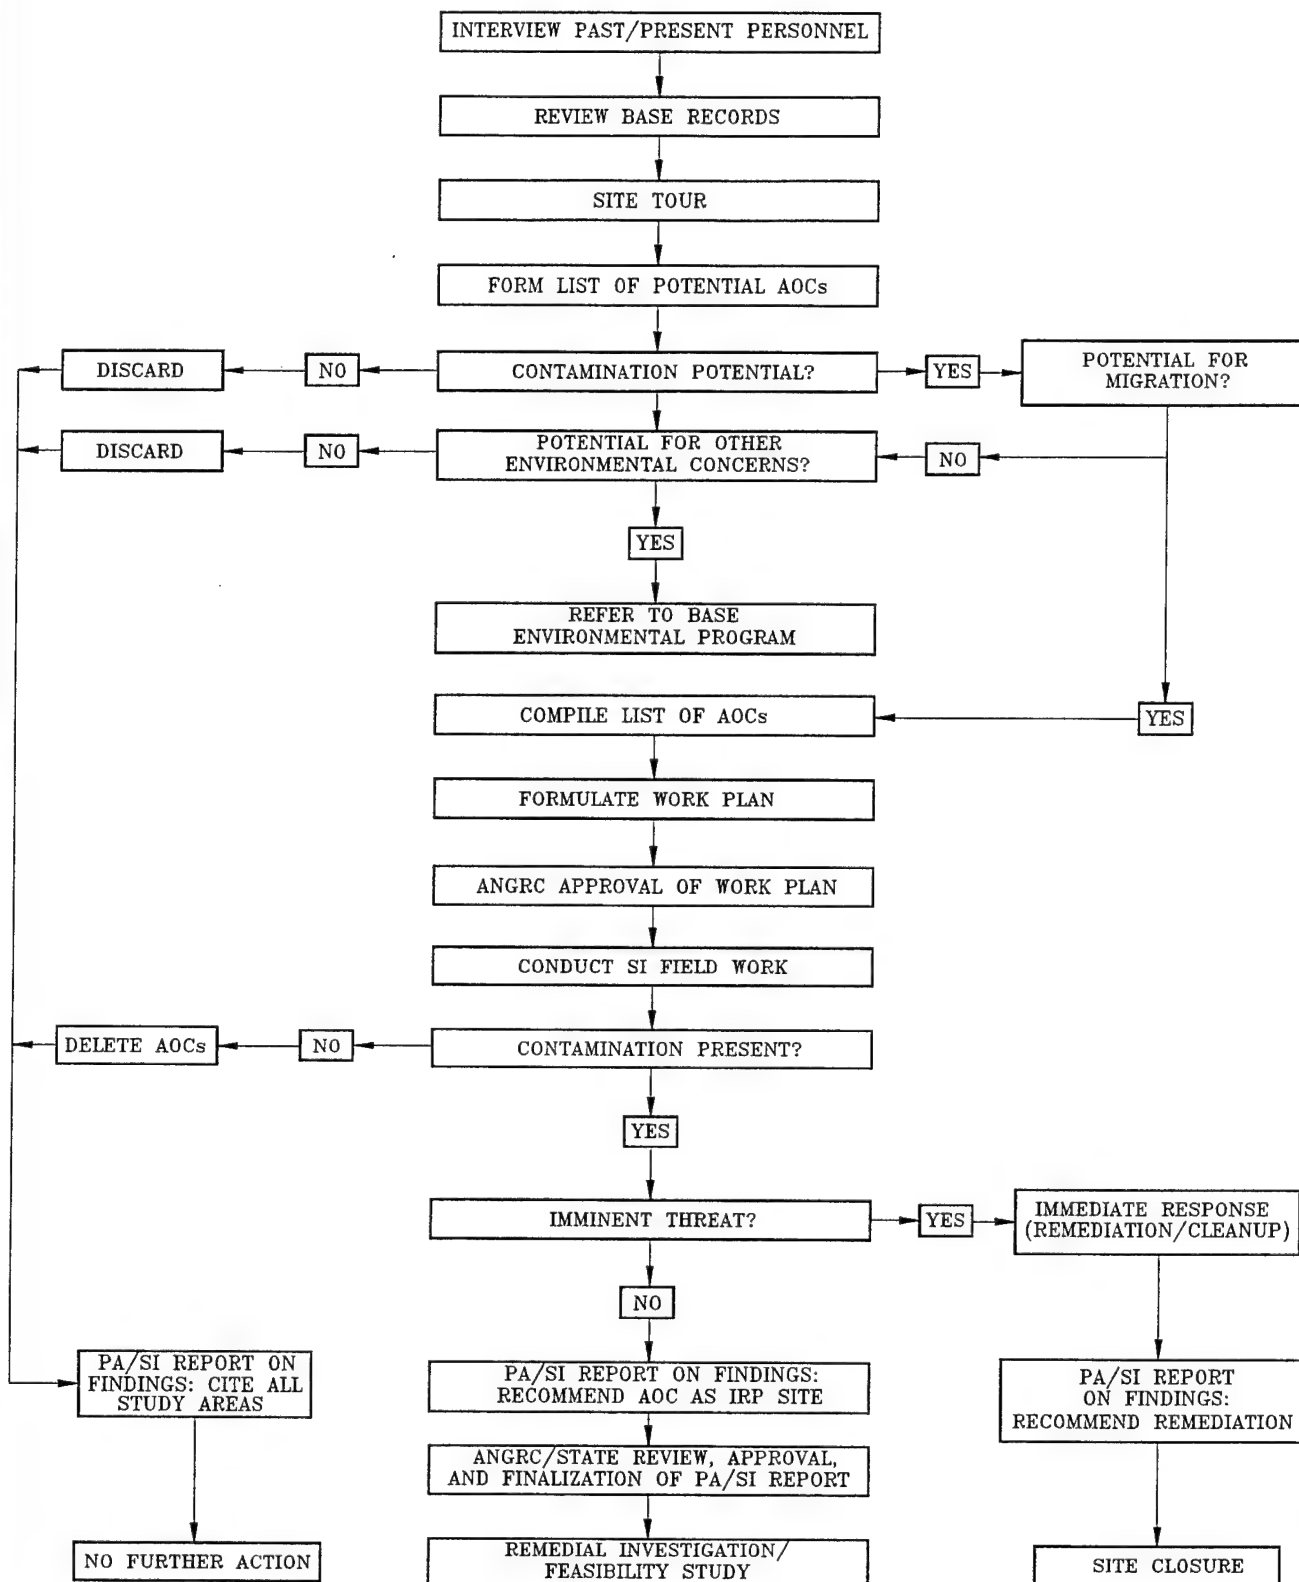 INTERVIEW PAST/PRESENT PERSONNEL
REVIEW BASE RECORDS
SITE TOUR
FORM LIST OF POTENTIAL AOCs
DISCARD
NO
CONTAMINATION POTENTIAL?
YES
POTENTIAL FOR
MIGRATION?
DISCARD
NO
POTENTIAL FOR OTHER
ENVIRONMENTAL CONCERNS?
NO
YES
REFER TO BASE
ENVIRONMENTAL PROGRAM
COMPILE LIST OF AOCs
YES
FORMULATE WORK PLAN
ANGRC APPROVAL OF WORK PLAN
CONDUCT SI FIELD WORK
DELETE AOCs
NO
CONTAMINATION PRESENT?
YES
IMMINENT THREAT?
YES
IMMEDIATE RESPONSE
(REMEDIATION/CLEANUP)
NO
PA/SI REPORT ON
FINDINGS: CITE ALL
STUDY AREAS
PA/SI REPORT ON FINDINGS:
RECOMMEND AOC AS IRP SITE
PA/SI REPORT
ON FINDINGS:
RECOMMEND REMEDIATION
ANGRC/STATE REVIEW, APPROVAL,
AND FINALIZATION OF PA/SI REPORT
NO FURTHER ACTION
REMEDIAL INVESTIGATION/
FEASIBILITY STUDY
SITE CLOSURE